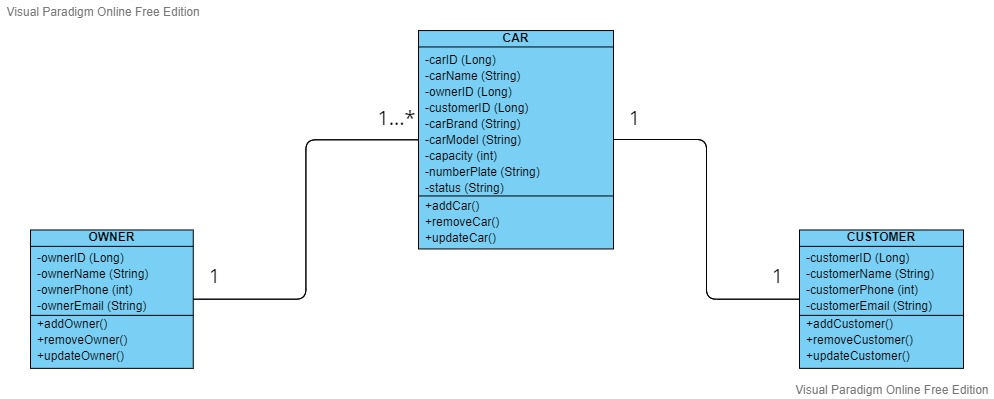 Visual Paradigm Online Free Edition
CAR
-carID (Long)
-carName (String)
-ownerID (Long)
-customerID (Long)
-carBrand (String)
-carModel (String)
-capacity (int)
-numberPlate (String)
-status (String)
+addCar()
+removeCar()
+updateCar()
1...*
1
OWNER
-ownerID (Long)
-ownerName (String)
-ownerPhone (int)
-ownerEmail (String)
+addOwner()
+removeOwner()
+updateOwner()
1
1
CUSTOMER
-customerID (Long)
-customerName (String)
-customerPhone (int)
-customerEmail (String)
+addCustomer()
+removeCustomer()
+updateCustomer()
Visual Paradigm Online Free Edition